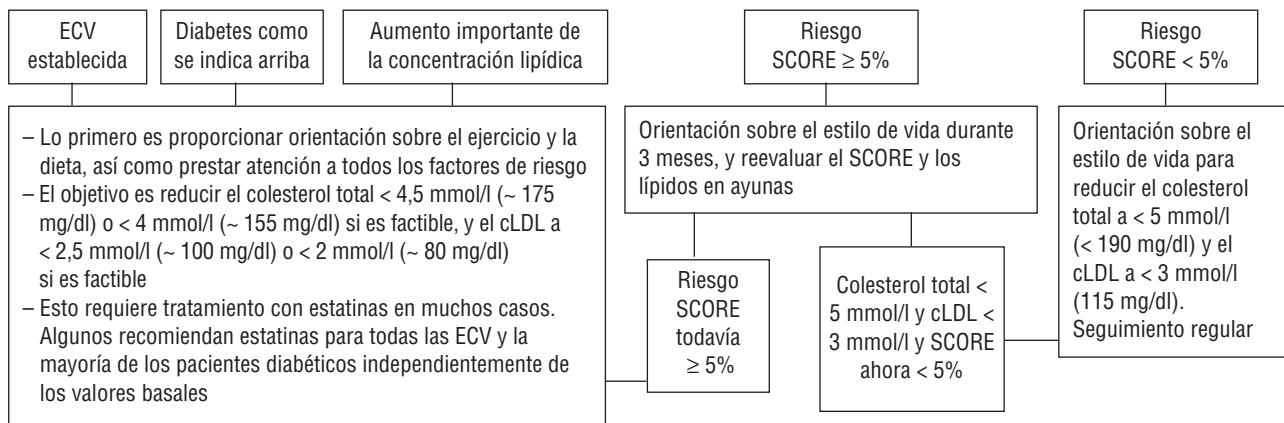 ECV
establecida
Diabetes como
se indica arriba
Aumento importante de
la concentración lipídica
Riesgo
SCORE ≥ 5%
Riesgo
SCORE < 5%
– Lo primero es proporcionar orientación sobre el ejercicio y la
dieta, así como prestar atención a todos los factores de riesgo
– El objetivo es reducir el colesterol total < 4,5 mmol/l (~ 175
mg/dl) o < 4 mmol/l (~ 155 mg/dl) si es factible, y el cLDL a
< 2,5 mmol/l (~ 100 mg/dl) o < 2 mmol/l (~ 80 mg/dl)
si es factible
– Esto requiere tratamiento con estatinas en muchos casos.
Algunos recomiendan estatinas para todas las ECV y la
mayoría de los pacientes diabéticos independientemente de
los valores basales
Orientación sobre el estilo de vida durante
3 meses, y reevaluar el SCORE y los
lípidos en ayunas
Riesgo
SCORE
todavía
≥ 5%
Colesterol total <
5 mmol/l y cLDL <
3 mmol/l y SCORE
ahora < 5%
Orientación sobre el
estilo de vida para
reducir el colesterol
total a < 5 mmol/l
(< 190 mg/dl) y el
cLDL a < 3 mmol/l
(115 mg/dl).
Seguimiento regular